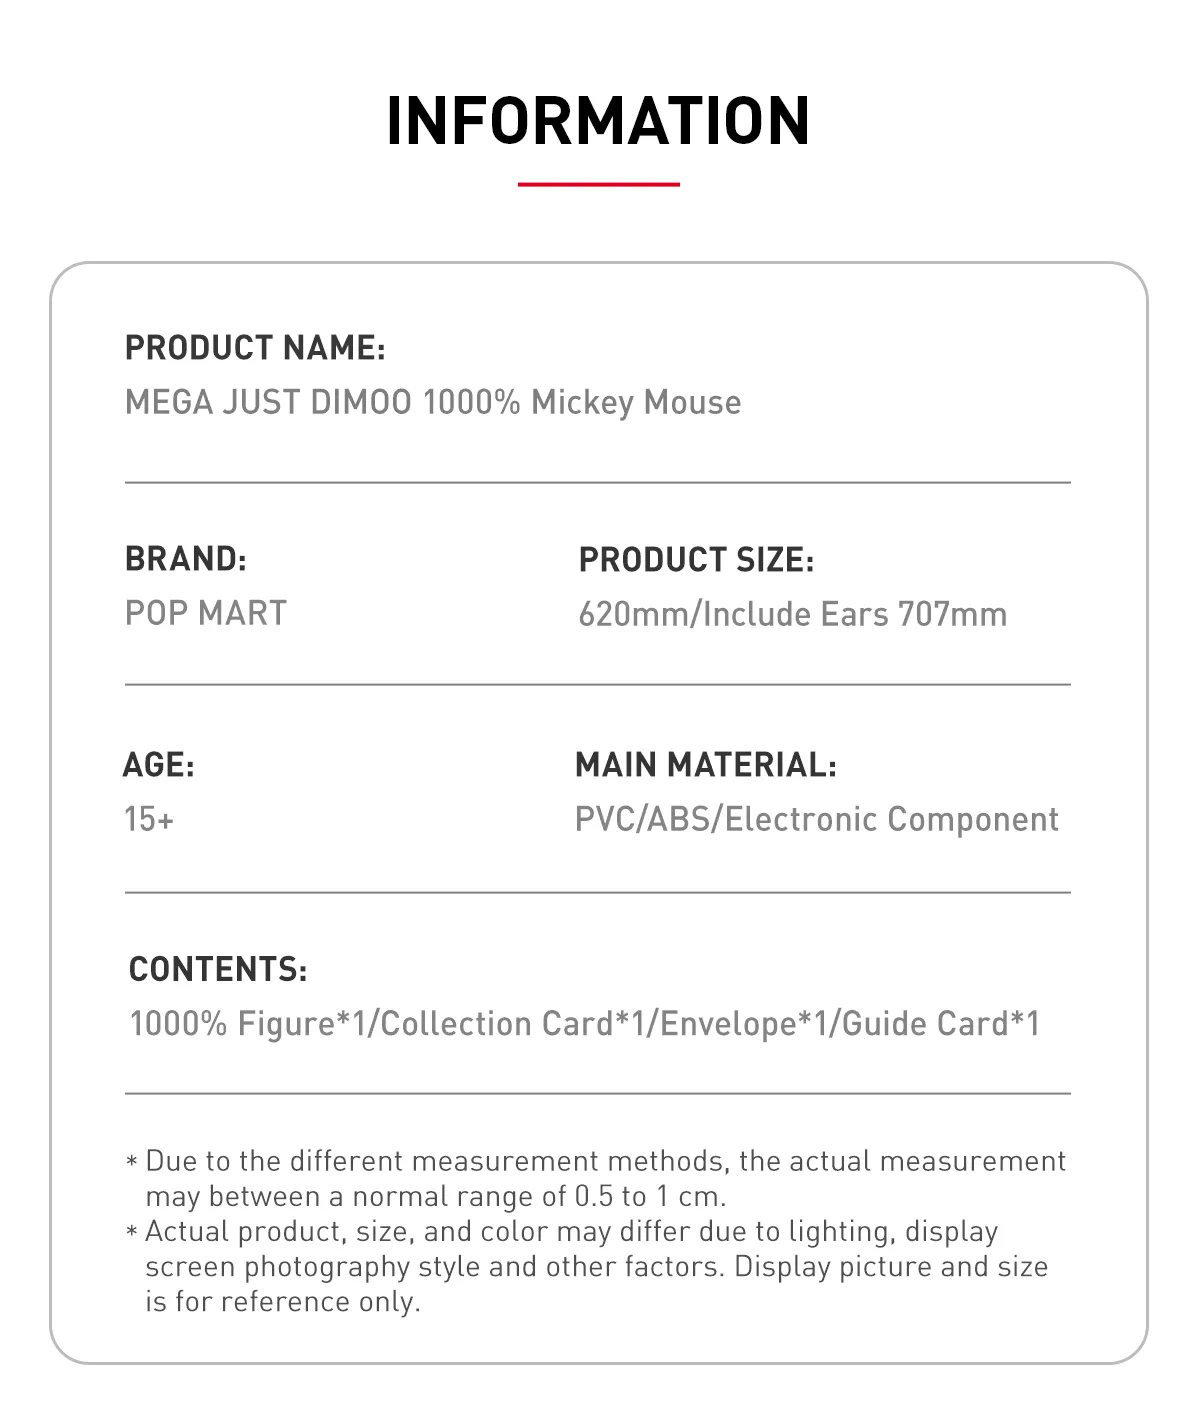 INFORMATION
PRODUCT NAME:
MEGA JUST DIMOO 1000% Mickey Mouse
BRAND:
POP MART
PRODUCT SIZE:
620mm/Include Ears 707mm
AGE:
15+
MAIN MATERIAL:
PVC/ABS/Electronic Component
CONTENTS:
1000% Figure*1/Collection Card*1/Envelope*1/Guide Card*1
* Due to the different measurement methods, the actual measurement
may between a normal range of 0.5 to 1 cm.
* Actual product, size, and color may differ due to lighting, display
screen photography style and other factors. Display picture and size
is for reference only.